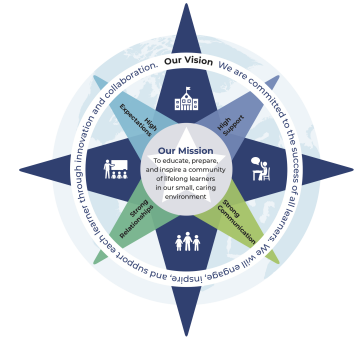 Our Vision We are committed to the success of all learners. We will engage, inspire, and support each learner through innovation and collaboration.
High
Expectations
High
Support
Our Mission
To educate, prepare,
and inspire a community
of lifelong learners
in our small, caring
environment
Strong
Relationships
Strong
Communication